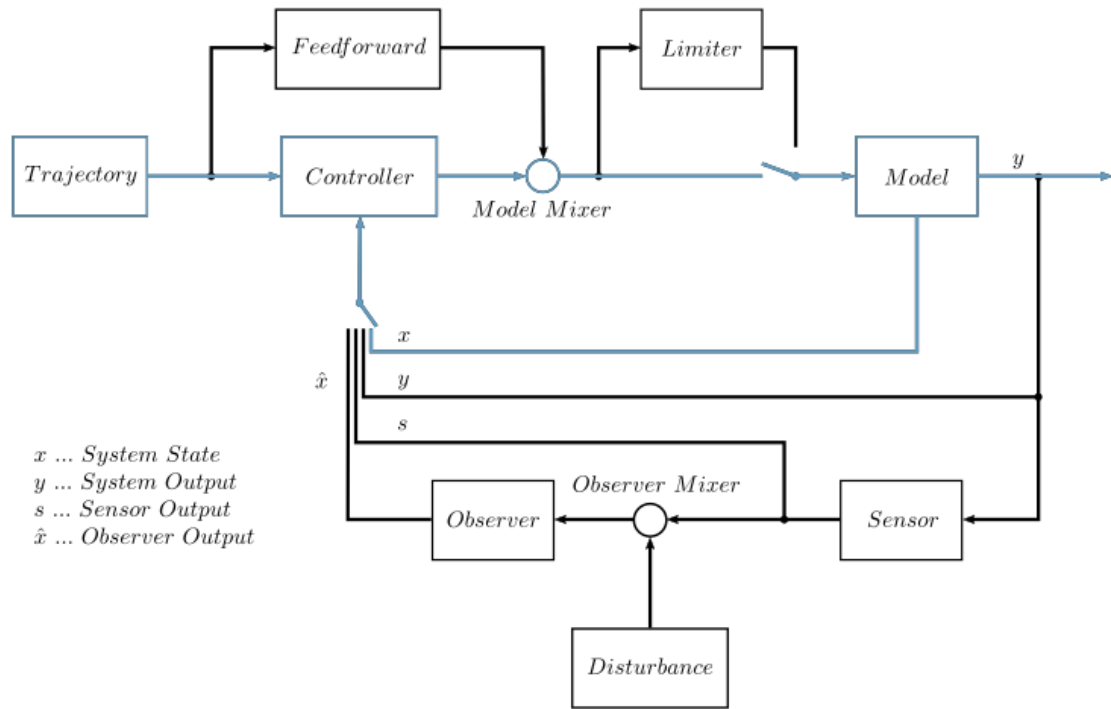 Feedforward
Limiter
Trajectory
Controller
Model Mixer
Model
y
x
x̂
y
s
x ... System State
y ... System Output
s ... Sensor Output
x̂ ... Observer Output
Observer Mixer
Observer
Sensor
Disturbance